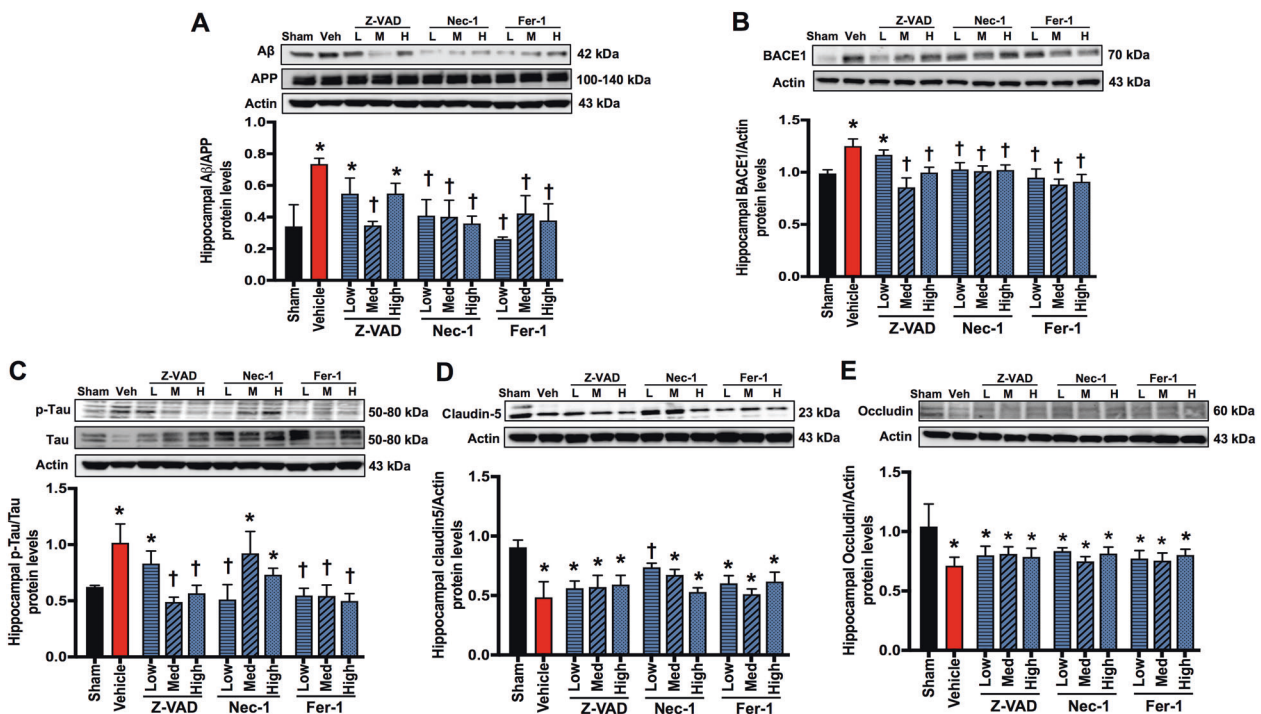 A
Z-VAD Nec-1 Fer-1
Sham Veh L M H L M H L M H
Aβ 42 kDa
APP 100-140 kDa
Actin 43 kDa
Hippocampal Aβ/APP
protein levels
1.0
0.8
0.6
0.4
0.2
0.0
* * † * † † † † † †
Sham Vehicle Low Med High Low Med High Low Med High
Z-VAD Nec-1 Fer-1
B
Z-VAD Nec-1 Fer-1
Sham Veh L M H L M H L M H
BACE1 70 kDa
Actin 43 kDa
Hippocampal BACE1/Actin
protein levels
1.5
1.0
0.5
0.0
* * † † † † † † † †
Sham Vehicle Low Med High Low Med High Low Med High
Z-VAD Nec-1 Fer-1
C
Z-VAD Nec-1 Fer-1
Sham Veh L M H L M H L M H
p-Tau 50-80 kDa
Tau 50-80 kDa
Actin 43 kDa
Hippocampal p-Tau/Tau
protein levels
1.5
1.0
0.5
0.0
* * † † † * * † † †
Sham Vehicle Low Med High Low Med High Low Med High
Z-VAD Nec-1 Fer-1
D
Z-VAD Nec-1 Fer-1
Sham Veh L M H L M H L M H
Claudin-5 23 kDa
Actin 43 kDa
Hippocampal claudin5/Actin
protein levels
1.5
1.0
0.5
0.0
* * * * † * * * * *
Sham Vehicle Low Med High Low Med High Low Med High
Z-VAD Nec-1 Fer-1
E
Z-VAD Nec-1 Fer-1
Sham Veh L M H L M H L M H
Occludin 60 kDa
Actin 43 kDa
Hippocampal Occludin/Actin
protein levels
1.5
1.0
0.5
0.0
* * * * * * * * * *
Sham Vehicle Low Med High Low Med High Low Med High
Z-VAD Nec-1 Fer-1